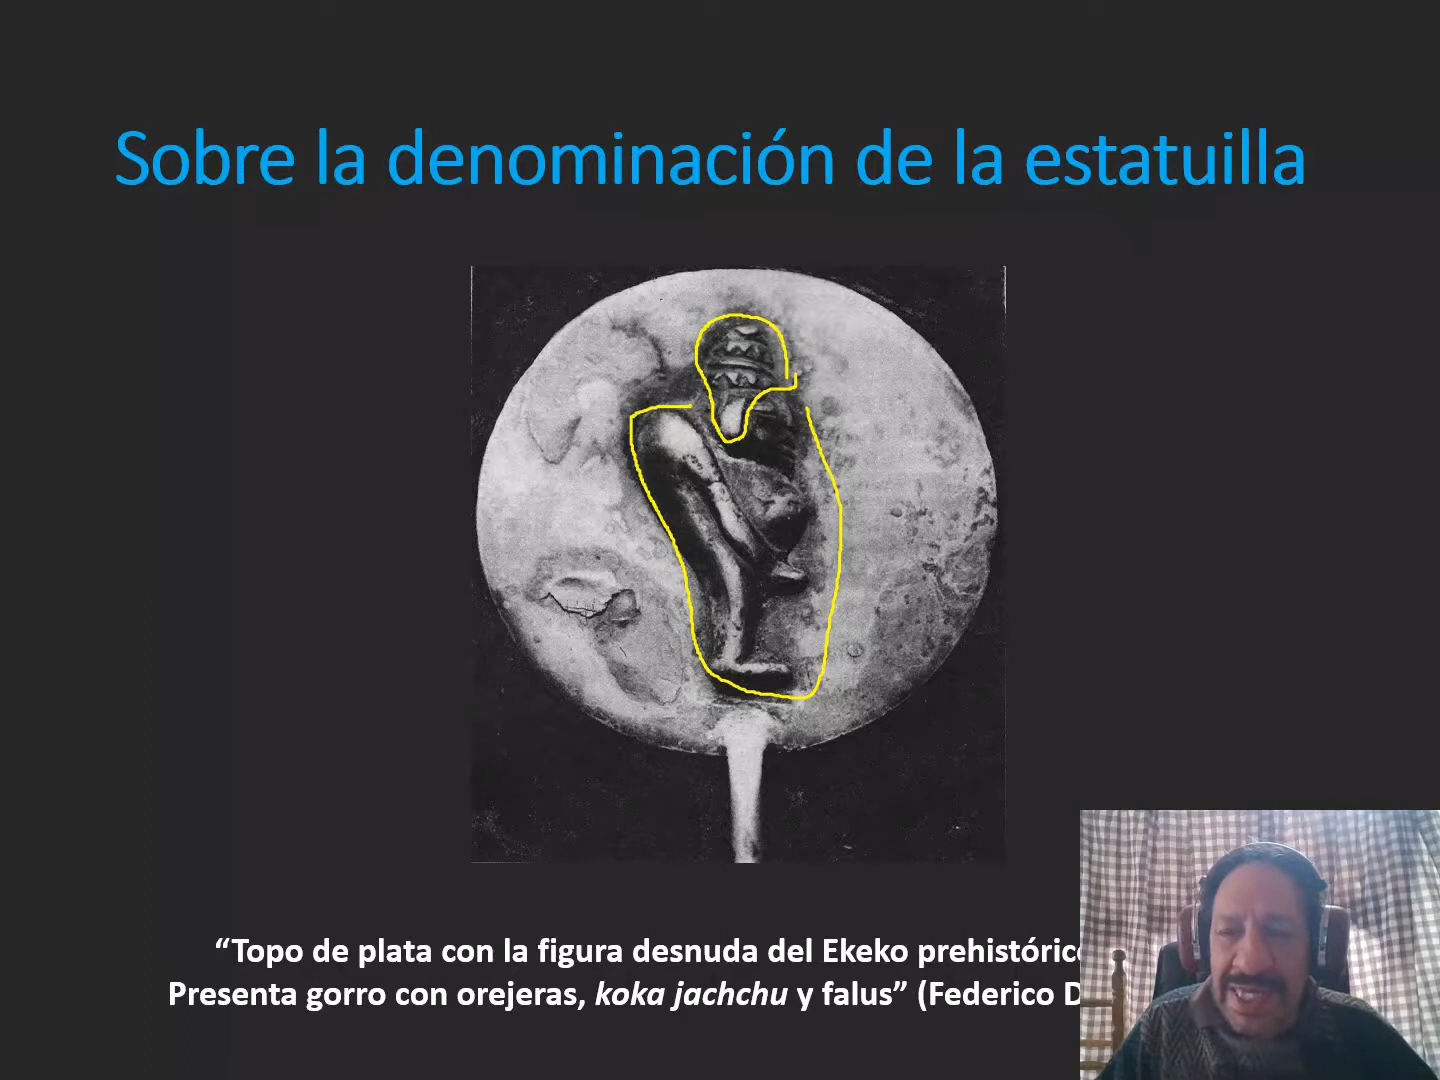 Sobre la denominación de la estatuilla
“Topo de plata con la figura desnuda del Ekeko prehistórico
Presenta gorro con orejeras, koka jachchu y falus” (Federico